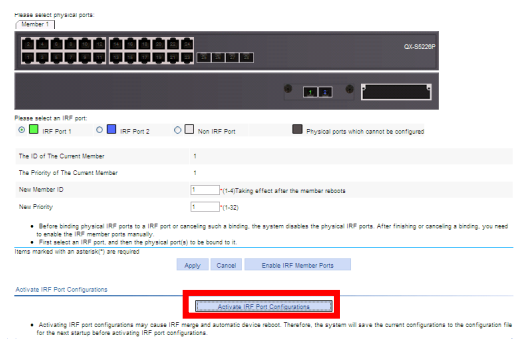 Please select physical ports:
Member 1
QX-S5226P
Please select an IRF port:
IRF Port 1 IRF Port 2 Non IRF Port Physical ports which cannot be configured
The ID of The Current Member 1
The Priority of The Current Member 1
New Member ID 1 *(1-4)Taking effect after the member reboots
New Priority 1 *(1-32)
Before binding physical IRF ports to a IRF port or canceling such a binding, the system disables the physical IRF ports. After finishing or canceling a binding, you need
to enable the IRF member ports manually.
First select an IRF port, and then the physical port(s) to be bound to it.
Items marked with an asterisk(*) are required
Apply Cancel Enable IRF Member Ports
Activate IRF Port Configurations
Activate IRF Port Configurations
Activating IRF port configurations may cause IRF merge and automatic device reboot. Therefore, the system will save the current configurations to the configuration file
for the next startup before activating IRF port configurations.